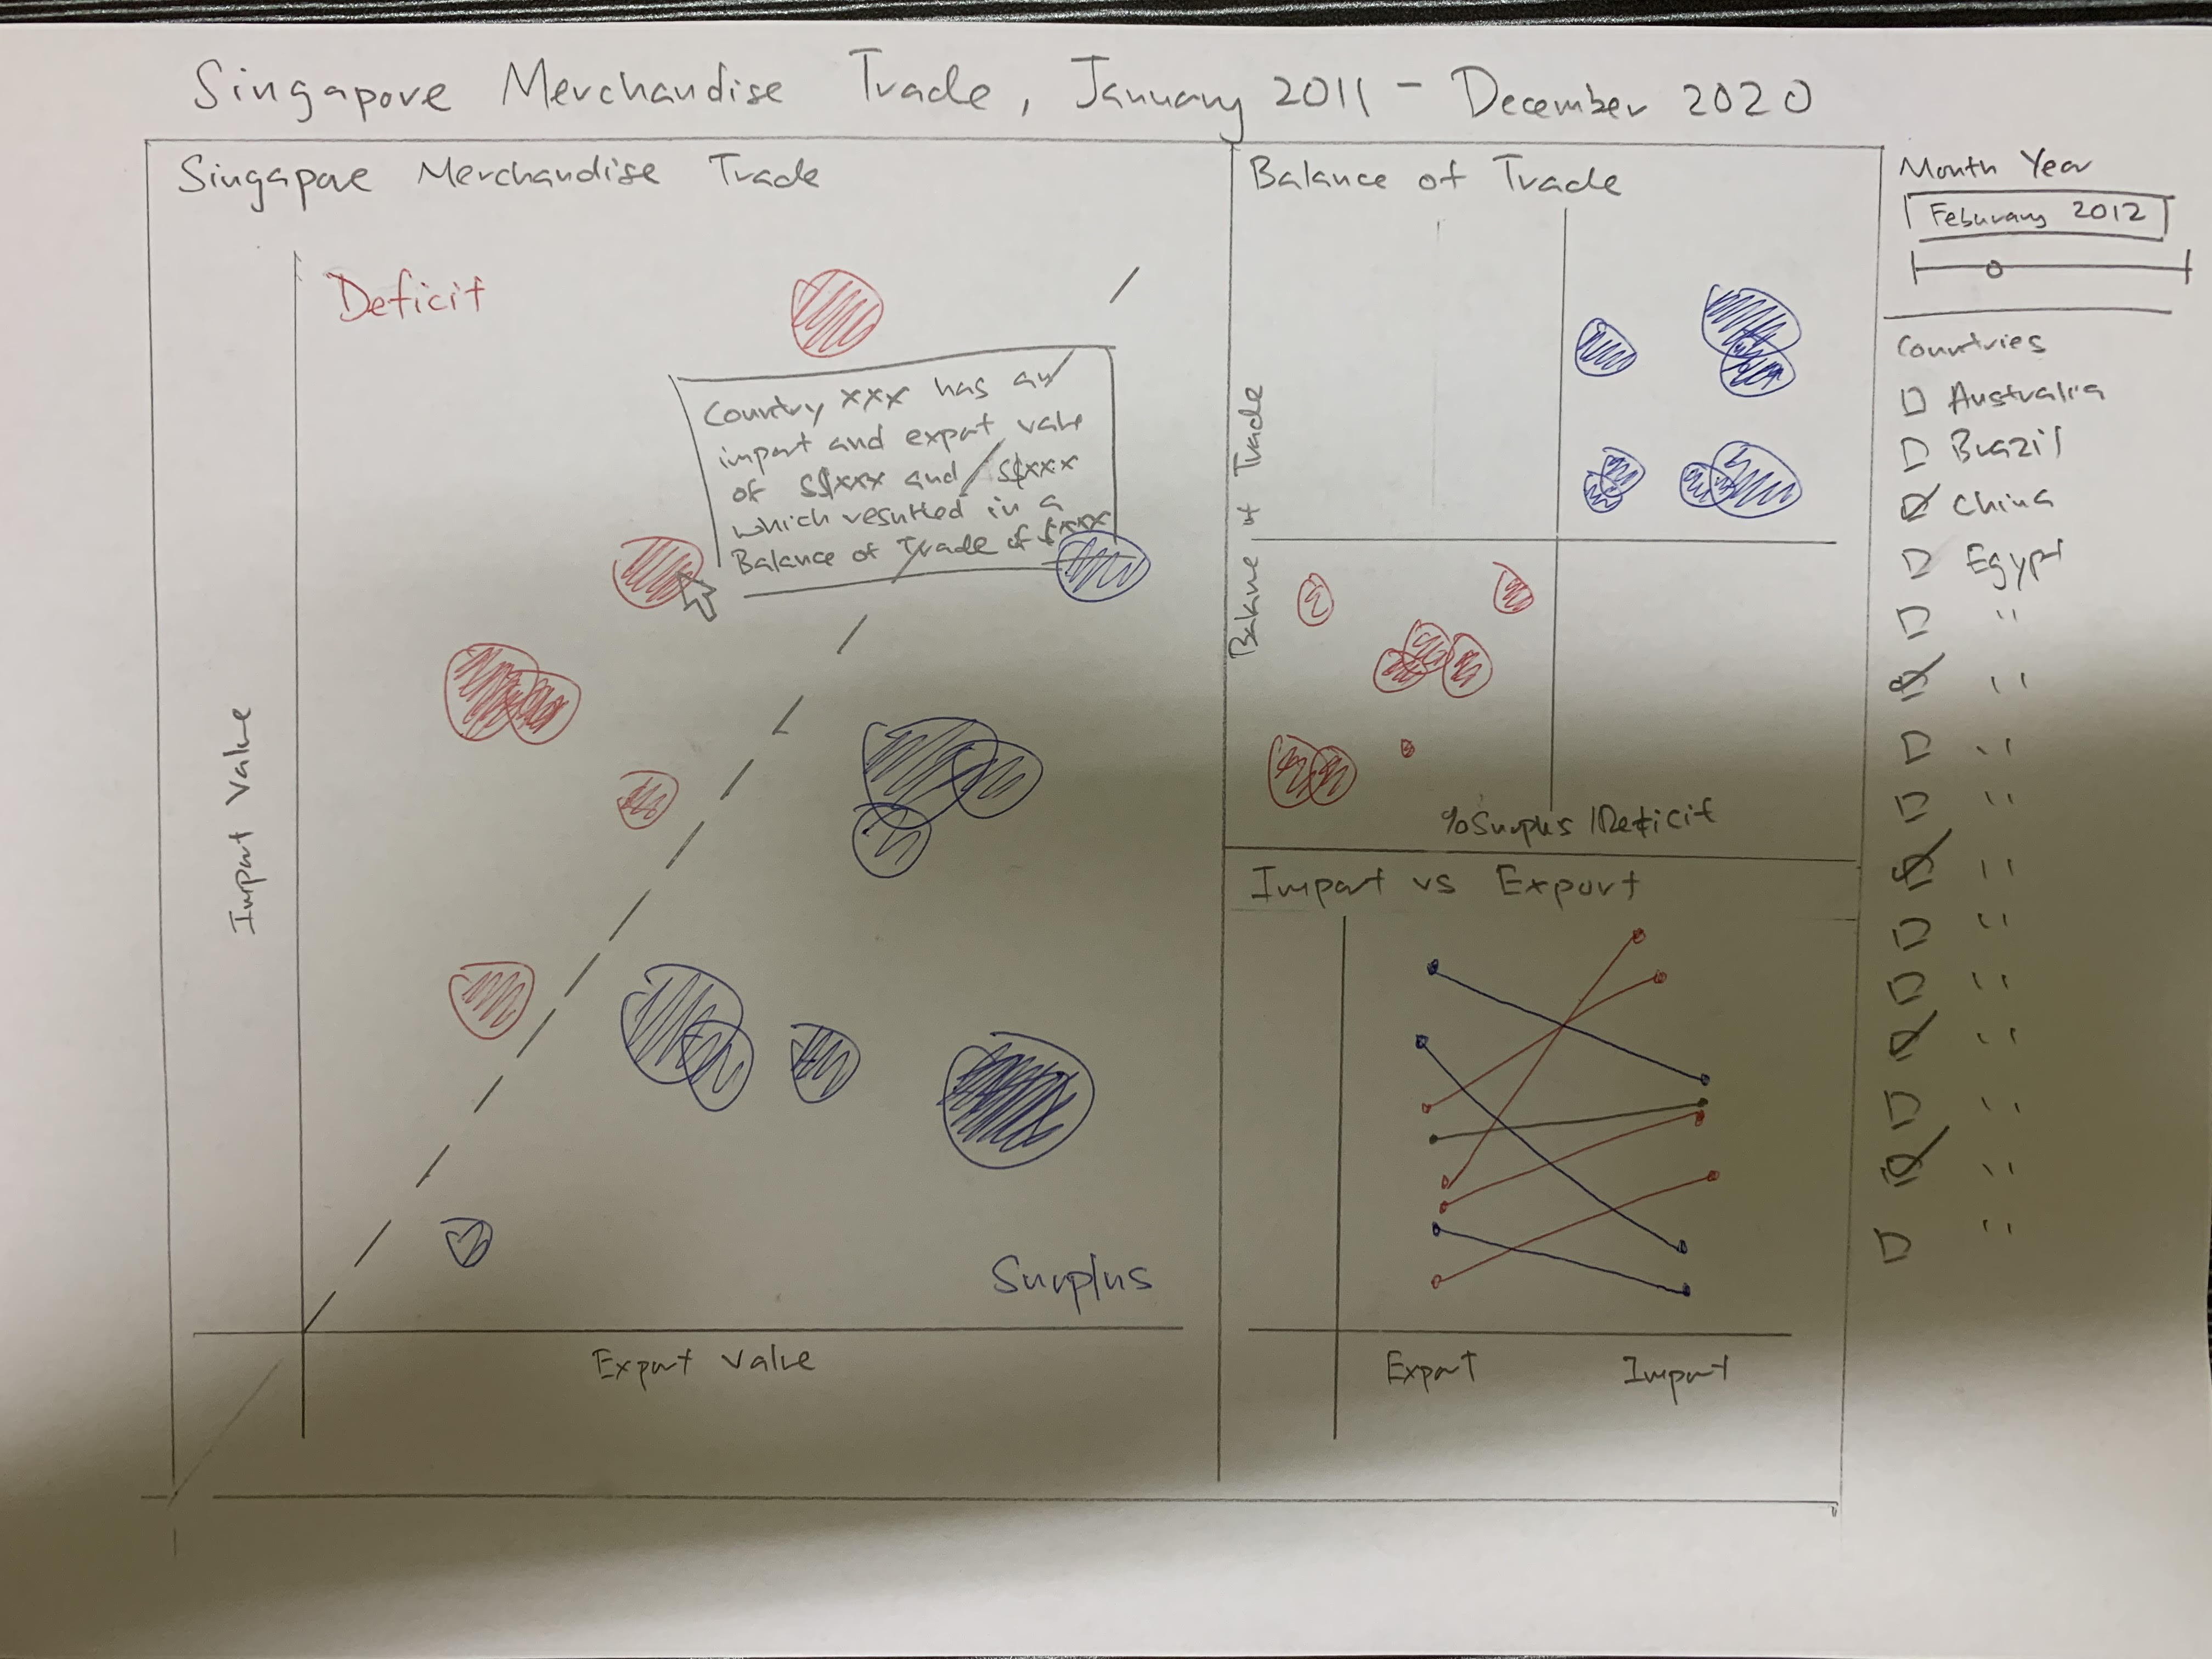 Singapore Merchandise Trade, January 2011 - December 2020
Singapore Merchandise Trade
Deficit
Country xxx has an
import and export value
of S$xxx and S$xxx
which resulted in a
Balance of Trade of $xxx
Import Value
Surplus
Export Value
Balance of Trade
Balance of Trade
% Surplus / Deficit
Import vs Export
Export
Import
Month Year
Feburary 2012
Countries
Australia
Brazil
China
Egypt
''
''
''
''
''
''
''
''
''
''
''